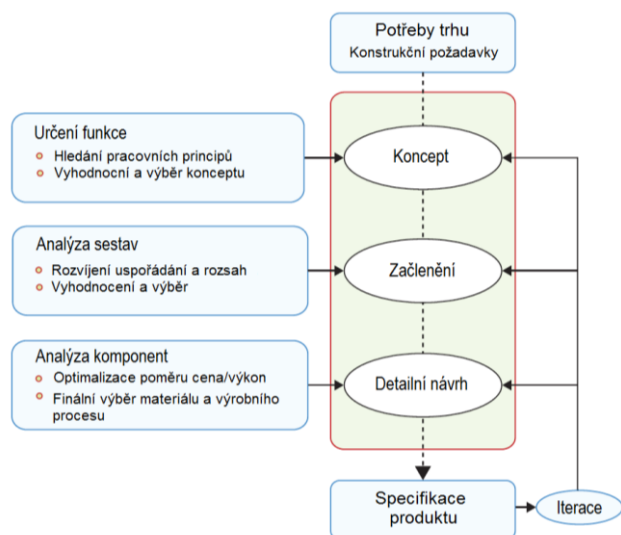 Potřeby trhu
Konstrukční požadavky
Určení funkce
Hledání pracovních principů
Vyhodnocní a výběr konceptu
Koncept
Analýza sestav
Rozvíjení uspořádání a rozsah
Vyhodnocení a výběr
Začlenění
Analýza komponent
Optimalizace poměru cena/výkon
Finální výběr materiálu a výrobního
procesu
Detailní návrh
Specifikace
produktu
Iterace